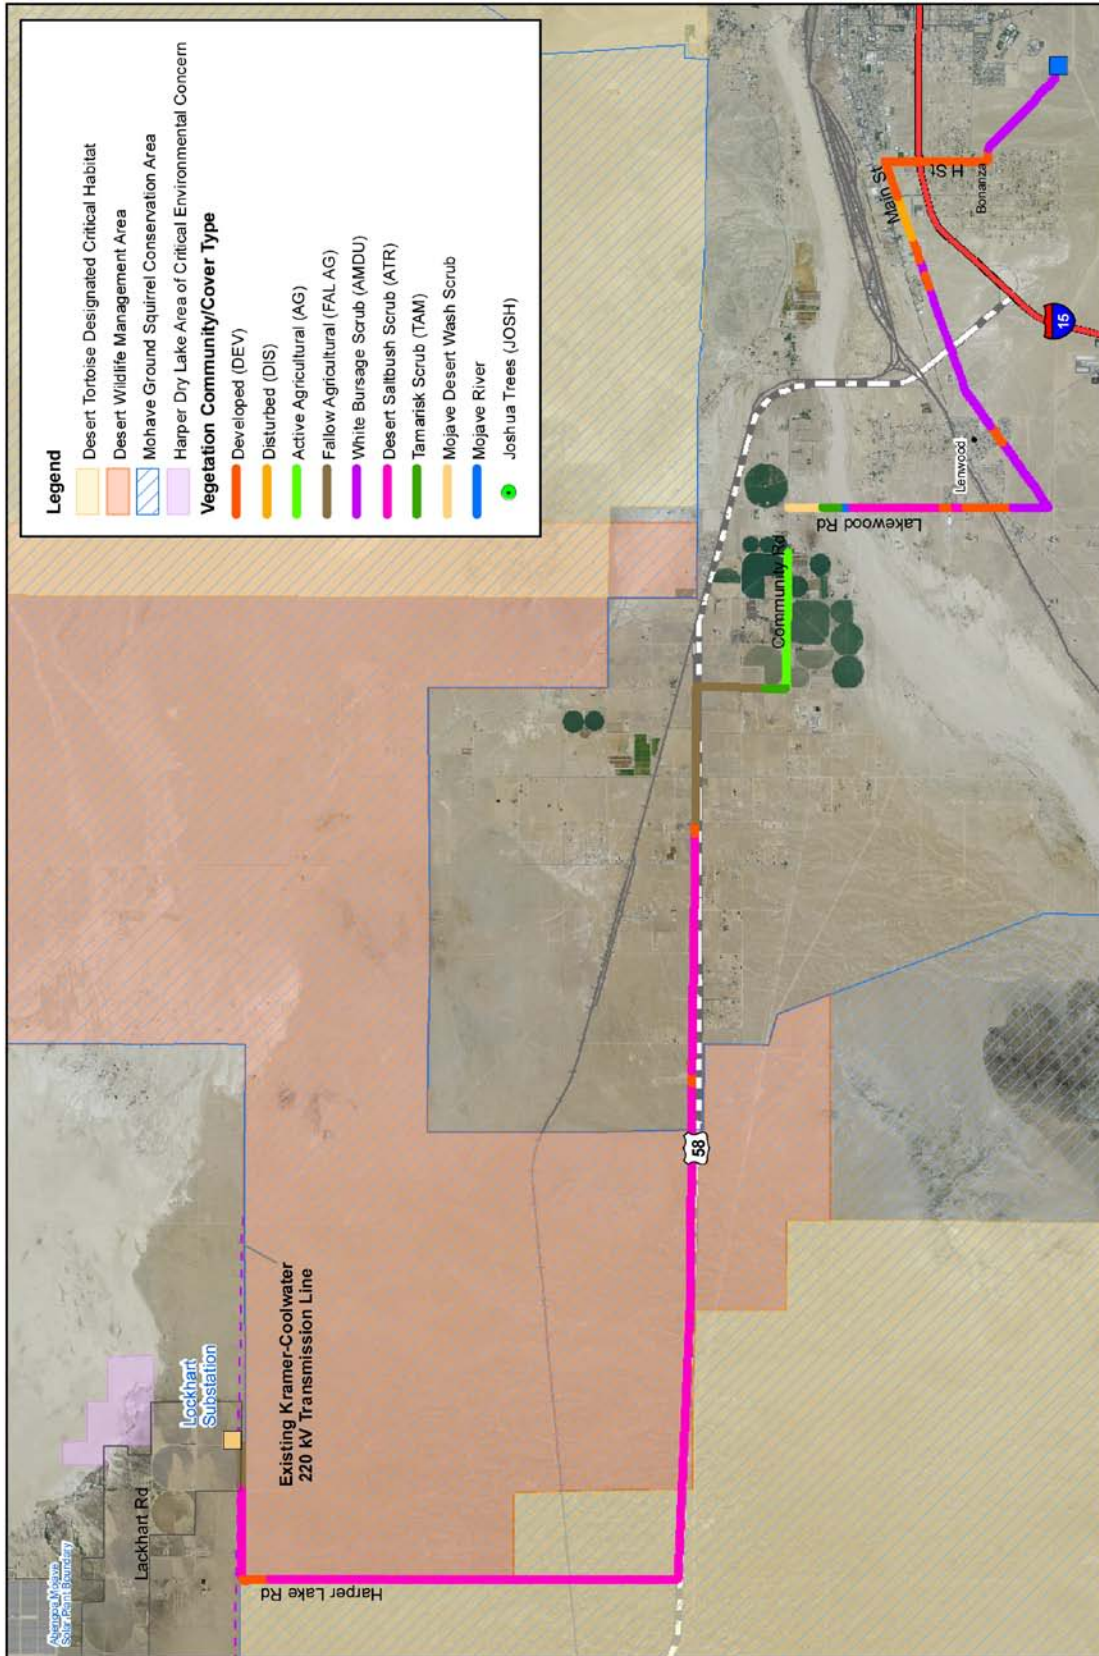 Legend
Desert Tortoise Designated Critical Habitat
Desert Wildlife Management Area
Mohave Ground Squirrel Conservation Area
Harper Dry Lake Area of Critical Environmental Concern
Vegetation Community/Cover Type
Developed (DEV)
Disturbed (DIS)
Active Agricultural (AG)
Fallow Agricultural (FAL AG)
White Bursage Scrub (AMDU)
Desert Saltbush Scrub (ATR)
Tamarisk Scrub (TAM)
Mojave Desert Wash Scrub
Mojave River
Joshua Trees (JOSH)
Abengoa Mojave
Solar Plant Boundary
Lackhart Rd
Lockhart
Substation
Existing Kramer-Coolwater
220 kV Transmission Line
Harper Lake Rd
58
Community Rd
Lakewood Rd
Lenwood
Main St
H St
Bonanza
15